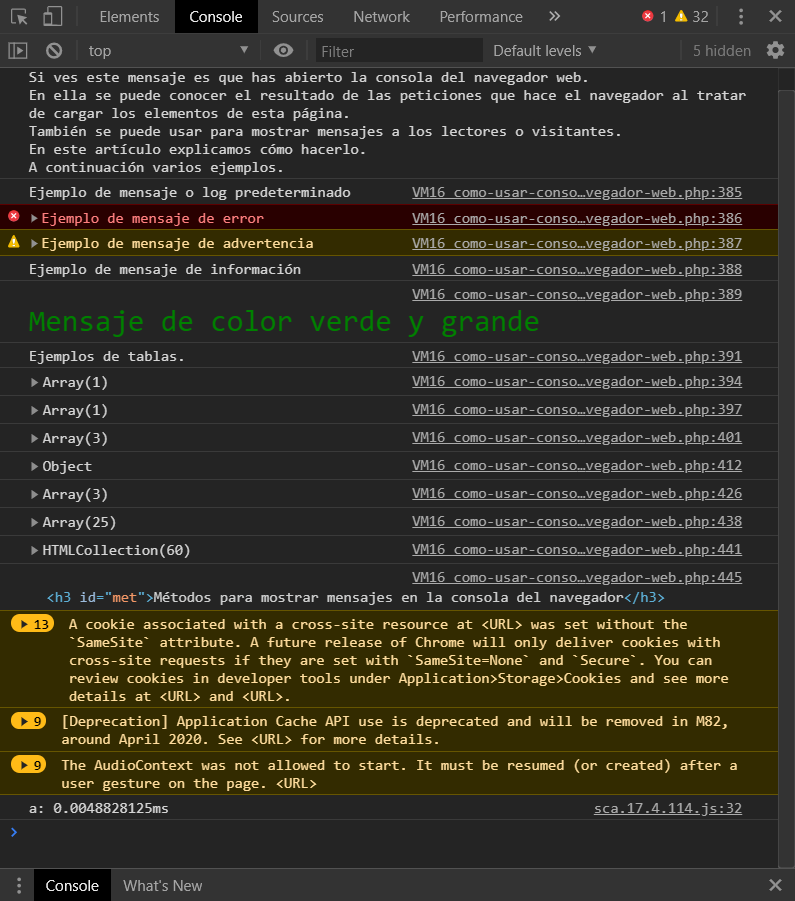 Elements Console Sources Network Performance 1 32
top Filter Default levels 5 hidden
Si ves este mensaje es que has abierto la consola del navegador web.
En ella se puede conocer el resultado de las peticiones que hace el navegador al tratar
de cargar los elementos de esta página.
También se puede usar para mostrar mensajes a los lectores o visitantes.
En este artículo explicamos cómo hacerlo.
A continuación varios ejemplos.
Ejemplo de mensaje o log predeterminado VM16 como-usar-conso…vegador-web.php:385
Ejemplo de mensaje de error VM16 como-usar-conso…vegador-web.php:386
Ejemplo de mensaje de advertencia VM16 como-usar-conso…vegador-web.php:387
Ejemplo de mensaje de información VM16 como-usar-conso…vegador-web.php:388
VM16 como-usar-conso…vegador-web.php:389
Mensaje de color verde y grande
Ejemplos de tablas. VM16 como-usar-conso…vegador-web.php:391
Array(1) VM16 como-usar-conso…vegador-web.php:394
Array(1) VM16 como-usar-conso…vegador-web.php:397
Array(3) VM16 como-usar-conso…vegador-web.php:401
Object VM16 como-usar-conso…vegador-web.php:412
Array(3) VM16 como-usar-conso…vegador-web.php:426
Array(25) VM16 como-usar-conso…vegador-web.php:438
HTMLCollection(60) VM16 como-usar-conso…vegador-web.php:441
VM16 como-usar-conso…vegador-web.php:445
<h3 id="met">Métodos para mostrar mensajes en la consola del navegador</h3>
13 A cookie associated with a cross-site resource at <URL> was set without the
`SameSite` attribute. A future release of Chrome will only deliver cookies with
cross-site requests if they are set with `SameSite=None` and `Secure`. You can
review cookies in developer tools under Application>Storage>Cookies and see more
details at <URL> and <URL>.
9 [Deprecation] Application Cache API use is deprecated and will be removed in M82,
around April 2020. See <URL> for more details.
9 The AudioContext was not allowed to start. It must be resumed (or created) after a
user gesture on the page. <URL>
a: 0.0048828125ms sca.17.4.114.js:32
Console What's New